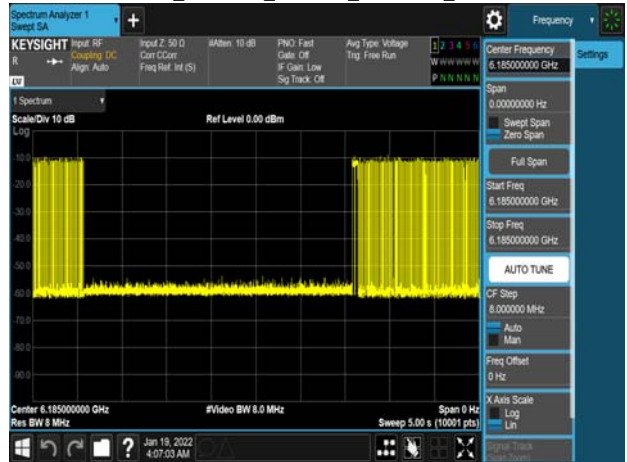 Spectrum Analyzer 1
Swept SA
Frequency
KEYSIGHT
R
LXI
Input: RF
Coupling: DC
Align: Auto
Input Z: 50 Ω
Corr CCorr
Freq Ref: Int (S)
#Atten: 10 dB
PNO: Fast
Gate: Off
IF Gain: Low
Sig Track: Off
Avg Type: Voltage
Trig: Free Run
1 2 3 4 5 6
W W W W W W
P N N N N N
Center Frequency
6.185000000 GHz
Settings
Span
0.00000000 Hz
Swept Span
Zero Span
Full Span
Start Freq
6.185000000 GHz
Stop Freq
6.185000000 GHz
AUTO TUNE
CF Step
8.000000 MHz
Auto
Man
Freq Offset
0 Hz
X Axis Scale
Log
Lin
Signal Track
(Span Zoom)
1 Spectrum
Scale/Div 10 dB
Ref Level 0.00 dBm
Log
-10.0
-20.0
-30.0
-40.0
-50.0
-60.0
-70.0
-80.0
-90.0
Center 6.185000000 GHz
#Video BW 8.0 MHz
Span 0 Hz
Res BW 8 MHz
Sweep 5.00 s (10001 pts)
?
Jan 19, 2022
4:07:03 AM